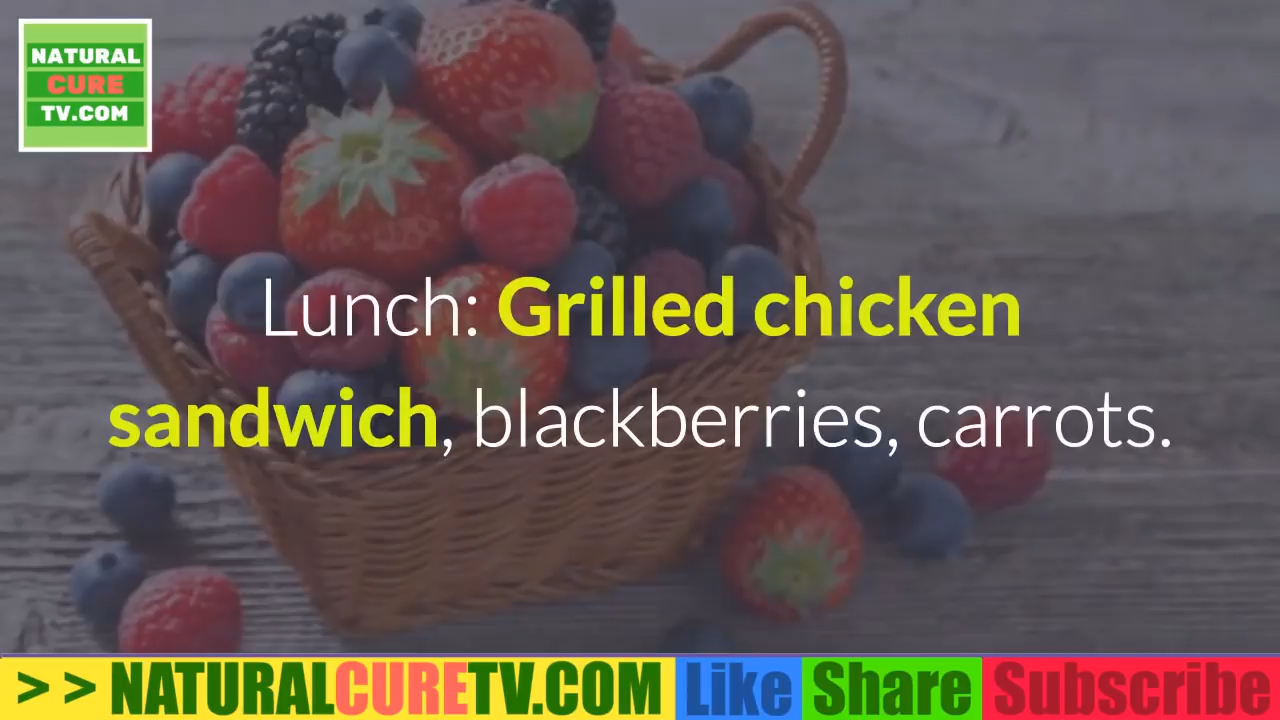 NATURAL
CURE
TV.COM
Lunch: Grilled chicken
sandwich, blackberries, carrots.
> > NATURALCURETV.COM Like Share Subscribe